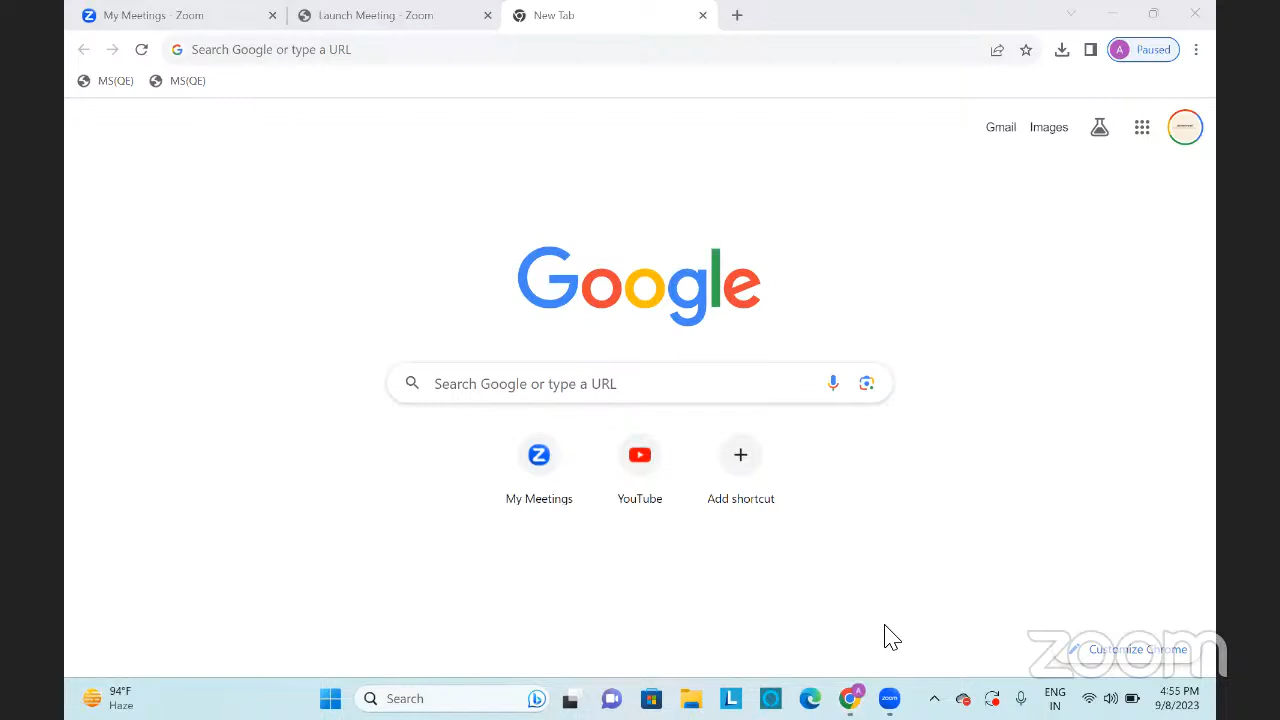 My Meetings - Zoom
Launch Meeting - Zoom
New Tab
Search Google or type a URL
A
Paused
MS(QE)
MS(QE)
Gmail
Images
Google
Search Google or type a URL
My Meetings
YouTube
Add shortcut
Customize Chrome
zoom
94°F
Haze
Search
zoom
A
ENG
IN
4:55 PM
9/8/2023